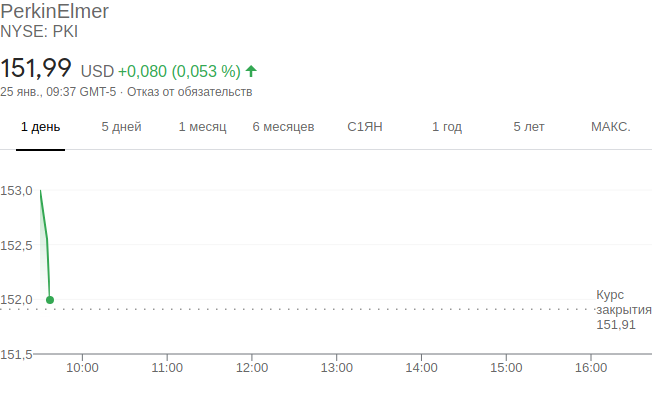 PerkinElmer
NYSE: PKI
151,99 USD +0,080 (0,053 %)
25 янв., 09:37 GMT-5 · Отказ от обязательств
1 день 5 дней 1 месяц 6 месяцев С1ЯН 1 год 5 лет МАКС.
153,0
152,5
152,0
Курс
закрытия
151,91
151,5
10:00 11:00 12:00 13:00 14:00 15:00 16:00